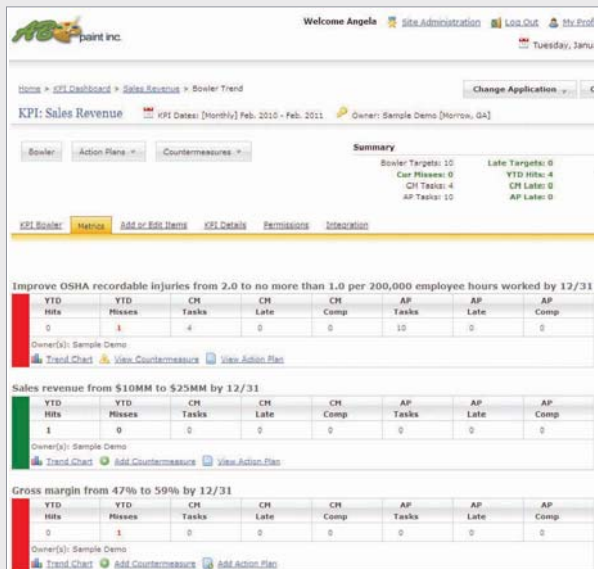 AB paint inc.
Welcome Angela Site Administration Log Out My Prof
Tuesday, Janu
Home > KPI Dashboard > Sales Revenue > Bowler Trend
Change Application
KPI: Sales Revenue KPI Dates: [Monthly] Feb. 2010 - Feb. 2011 Owner: Sample Demo [Morrow, GA]
Bowler Action Plans Countermeasures
Summary
Bowler Targets: 10 Late Targets: 0
Cur Misses: 0 YTD Hits: 4
CM Tasks: 4 CM Late: 0
AP Tasks: 10 AP Late: 0
KPI Bowler Metrics Add or Edit Items KPI Details Permissions Integration
Improve OSHA recordable injuries from 2.0 to no more than 1.0 per 200,000 employee hours worked by 12/31
YTD YTD CM CM CM AP AP AP
Hits Misses Tasks Late Comp Tasks Late Comp
0 1 4 0 0 10 0 0
Owner(s): Sample Demo
Trend Chart View Countermeasure View Action Plan
Sales revenue from $10MM to $25MM by 12/31
YTD YTD CM CM CM AP AP AP
Hits Misses Tasks Late Comp Tasks Late Comp
1 0 0 0 0 0 0 0
Owner(s): Sample Demo
Trend Chart Add Countermeasure View Action Plan
Gross margin from 47% to 59% by 12/31
YTD YTD CM CM CM AP AP AP
Hits Misses Tasks Late Comp Tasks Late Comp
0 1 0 0 0 0 0 0
Owner(s): Sample Demo
Trend Chart Add Countermeasure Add Action Plan